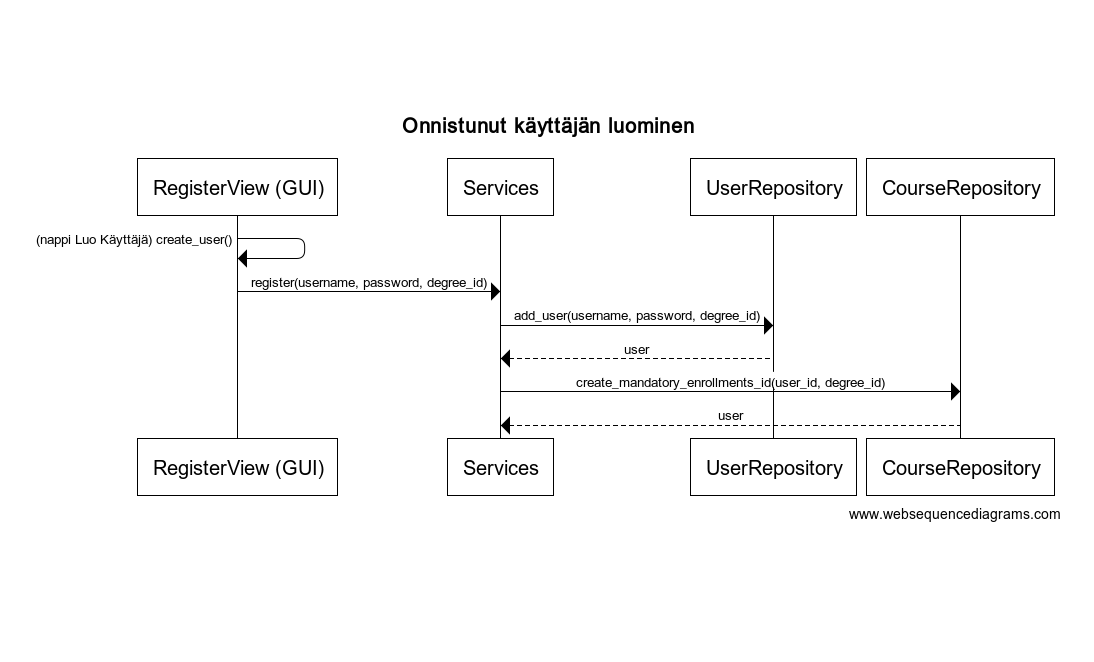 Onnistunut käyttäjän luominen
RegisterView (GUI)
Services
UserRepository
CourseRepository
(nappi Luo Käyttäjä) create_user()
register(username, password, degree_id)
add_user(username, password, degree_id)
user
create_mandatory_enrollments_id(user_id, degree_id)
user
RegisterView (GUI)
Services
UserRepository
CourseRepository
www.websequencediagrams.com